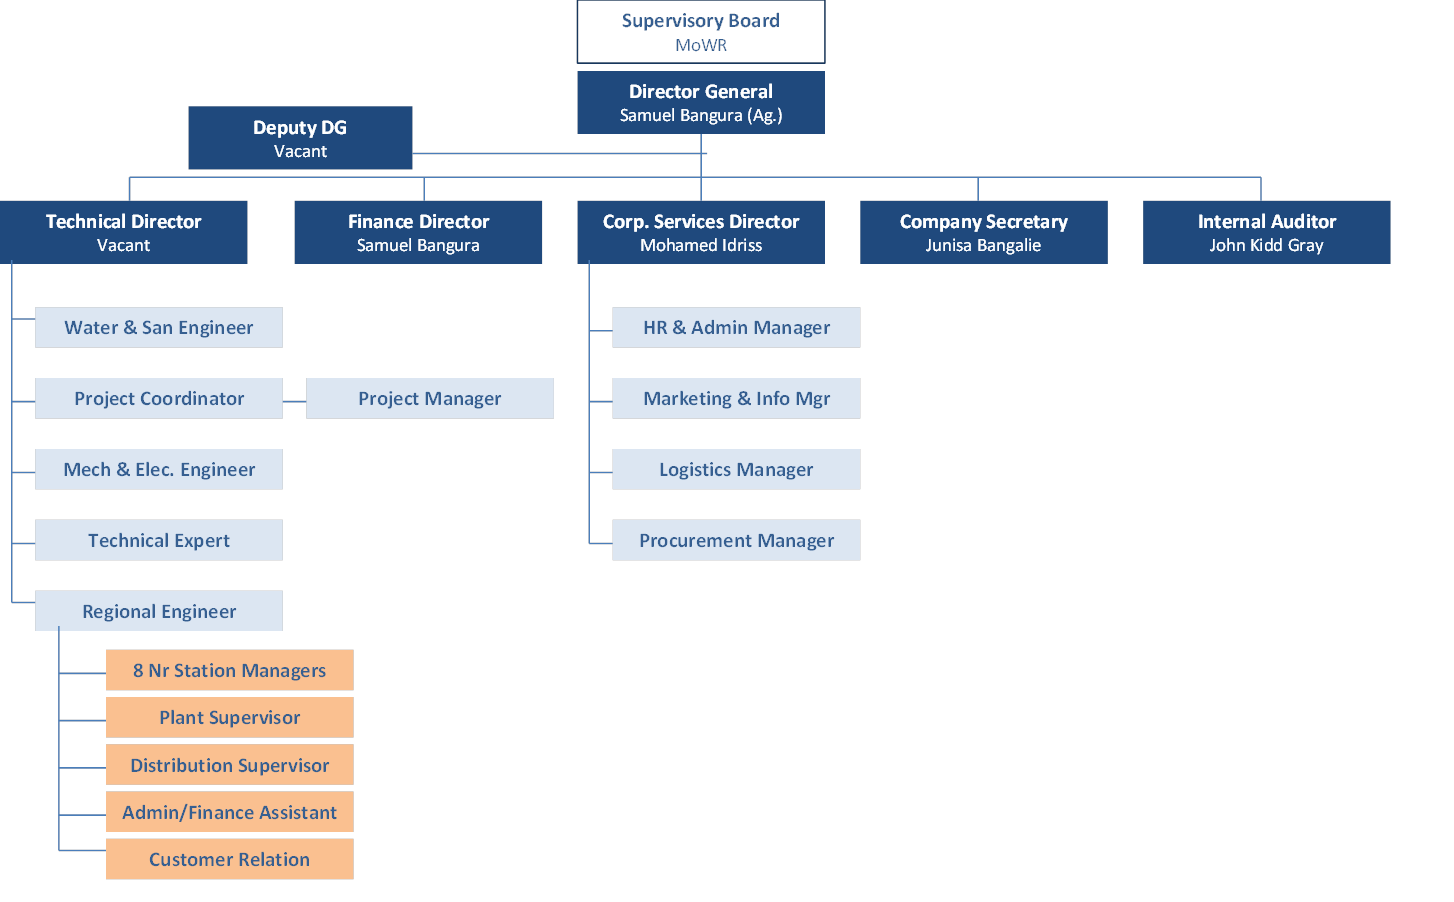 Supervisory Board
MoWR
Director General
Samuel Bangura (Ag.)
Deputy DG
Vacant
Technical Director
Vacant
Finance Director
Samuel Bangura
Corp. Services Director
Mohamed Idriss
Company Secretary
Junisa Bangalie
Internal Auditor
John Kidd Gray
Water & San Engineer
HR & Admin Manager
Project Coordinator
Project Manager
Marketing & Info Mgr
Mech & Elec. Engineer
Logistics Manager
Technical Expert
Procurement Manager
Regional Engineer
8 Nr Station Managers
Plant Supervisor
Distribution Supervisor
Admin/Finance Assistant
Customer Relation